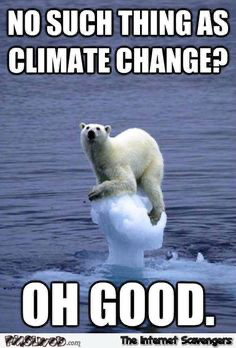 NO SUCH THING AS
CLIMATE CHANGE?
OH GOOD.
The Internet Scavengers